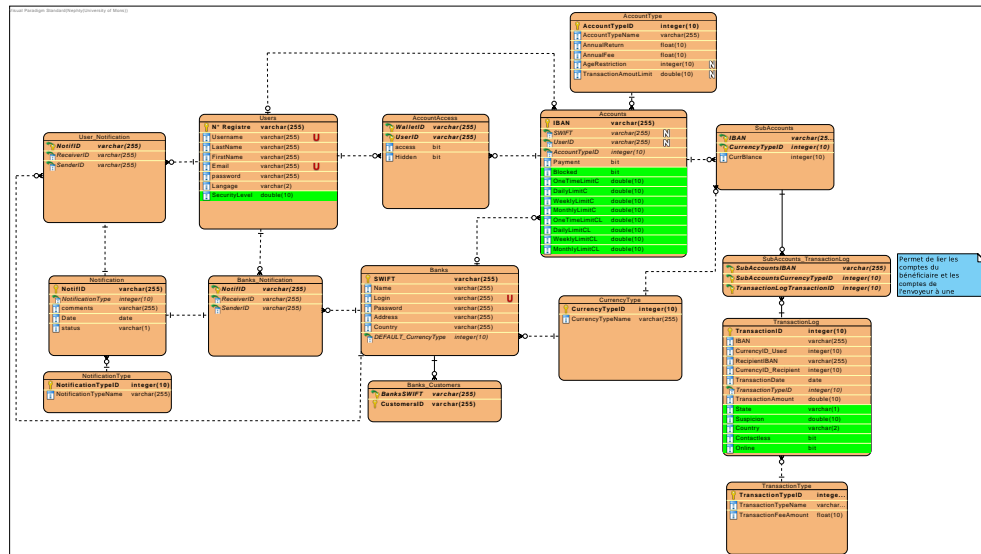 Visual Paradigm Standard(Nephy(University of Mons))
AccountType
AccountTypeID integer(10)
AccountTypeName varchar(255)
AnnualReturn float(10)
AnnualFee float(10)
AgeRestriction integer(10) N
TransactionAmoutLimit double(10) N
Users
N° Registre varchar(255)
Username varchar(255) U
LastName varchar(255)
FirstName varchar(255)
Email varchar(255) U
password varchar(255)
Langage varchar(2)
SecurityLevel double(10)
AccountAccess
WalletID varchar(255)
UserID varchar(255)
access bit
Hidden bit
Accounts
IBAN varchar(255)
SWIFT varchar(255) N
UserID varchar(255) N
AccountTypeID integer(10)
Payment bit
Blocked bit
OneTimeLimitC double(10)
DailyLimitC double(10)
WeeklyLimitC double(10)
MonthlyLimitC double(10)
OneTimeLimitCL double(10)
DailyLimitCL double(10)
WeeklyLimitCL double(10)
MonthlyLimitCL double(10)
SubAccounts
IBAN varchar(25...
CurrencyTypeID integer(10)
CurrBlance integer(10)
User_Notification
NotifID varchar(255)
ReceiverID varchar(255)
SenderID varchar(255)
Notification
NotifID varchar(255)
NotificationType integer(10)
comments varchar(255)
Date date
status varchar(1)
Banks_Notification
NotifID varchar(255)
ReceiverID varchar(255)
SenderID varchar(255)
Banks
SWIFT varchar(255)
Name varchar(255)
Login varchar(255) U
Password varchar(255)
Address varchar(255)
Country varchar(255)
DEFAULT_CurrencyType integer(10)
CurrencyType
CurrencyTypeID integer(10)
CurrencyTypeName varchar(255)
SubAccounts_TransactionLog
SubAccountsIBAN varchar(255)
SubAccountsCurrencyTypeID integer(10)
TransactionLogTransactionID integer(10)
Permet de lier les
comptes du
bénéficiaire et les
comptes de
l'envoyeur à une
NotificationType
NotificationTypeID integer(10)
NotificationTypeName varchar(255)
Banks_Customers
BanksSWIFT varchar(255)
CustomersID varchar(255)
TransactionLog
TransactionID integer(10)
IBAN varchar(255)
CurrencyID_Used integer(10)
RecipientIBAN varchar(255)
CurrencyID_Recipient integer(10)
TransactionDate date
TransactionTypeID integer(10)
TransactionAmount double(10)
State varchar(1)
Suspicion double(10)
Country varchar(2)
Contactless bit
Online bit
TransactionType
TransactionTypeID intege...
TransactionTypeName varchar...
TransactionFeeAmount float(10)